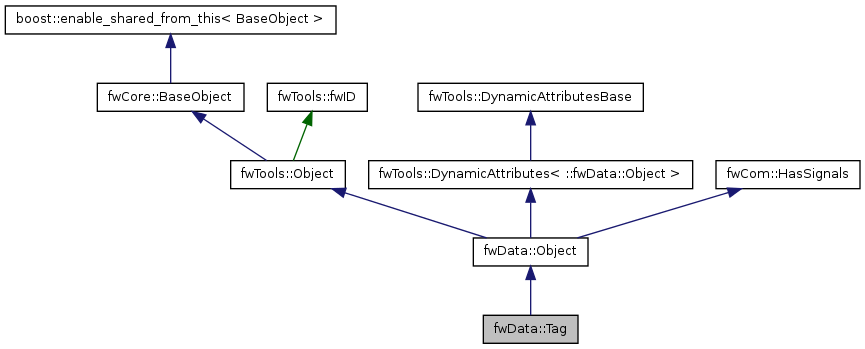 boost::enable_shared_from_this< BaseObject >
fwCore::BaseObject
fwTools::fwID
fwTools::DynamicAttributesBase
fwTools::Object
fwTools::DynamicAttributes< ::fwData::Object >
fwCom::HasSignals
fwData::Object
fwData::Tag